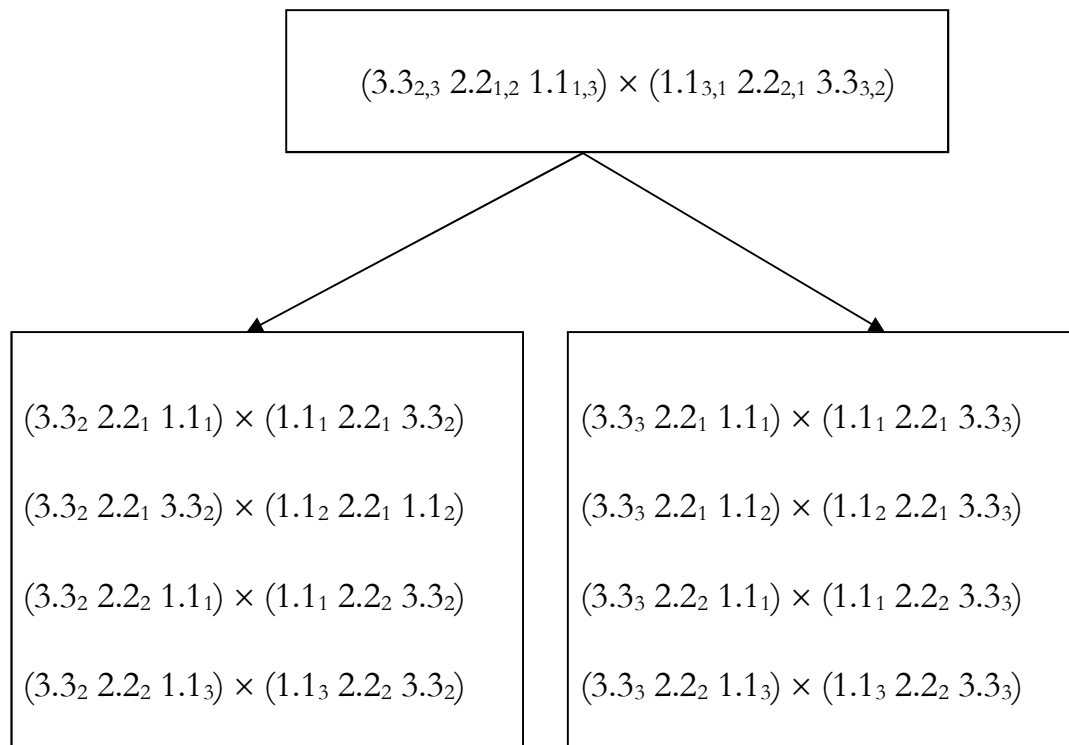 (3.3₂,₃ 2.2₁,₂ 1.1₁,₃) × (1.1₃,₁ 2.2₂,₁ 3.3₃,₂)
(3.3₂ 2.2₁ 1.1₁) × (1.1₁ 2.2₁ 3.3₂)
(3.3₂ 2.2₁ 3.3₂) × (1.1₂ 2.2₁ 1.1₂)
(3.3₂ 2.2₂ 1.1₁) × (1.1₁ 2.2₂ 3.3₂)
(3.3₂ 2.2₂ 1.1₃) × (1.1₃ 2.2₂ 3.3₂)
(3.3₃ 2.2₁ 1.1₁) × (1.1₁ 2.2₁ 3.3₃)
(3.3₃ 2.2₁ 1.1₂) × (1.1₂ 2.2₁ 3.3₃)
(3.3₃ 2.2₂ 1.1₁) × (1.1₁ 2.2₂ 3.3₃)
(3.3₃ 2.2₂ 1.1₃) × (1.1₃ 2.2₂ 3.3₃)